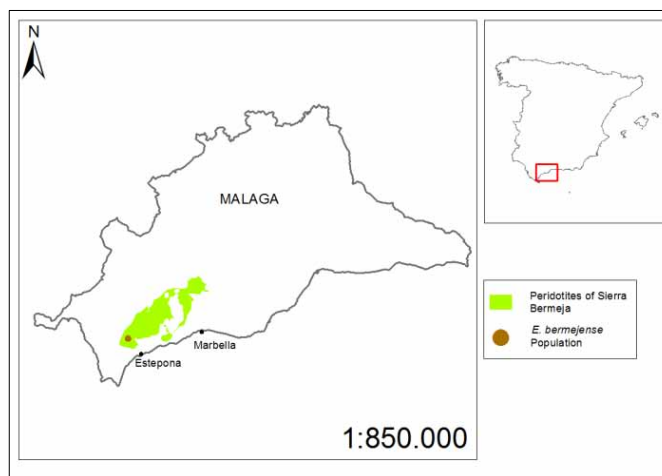 N
MALAGA
Marbella
Estepona
1:850.000
Peridotites of Sierra
Bermeja
E. bermejense
Population